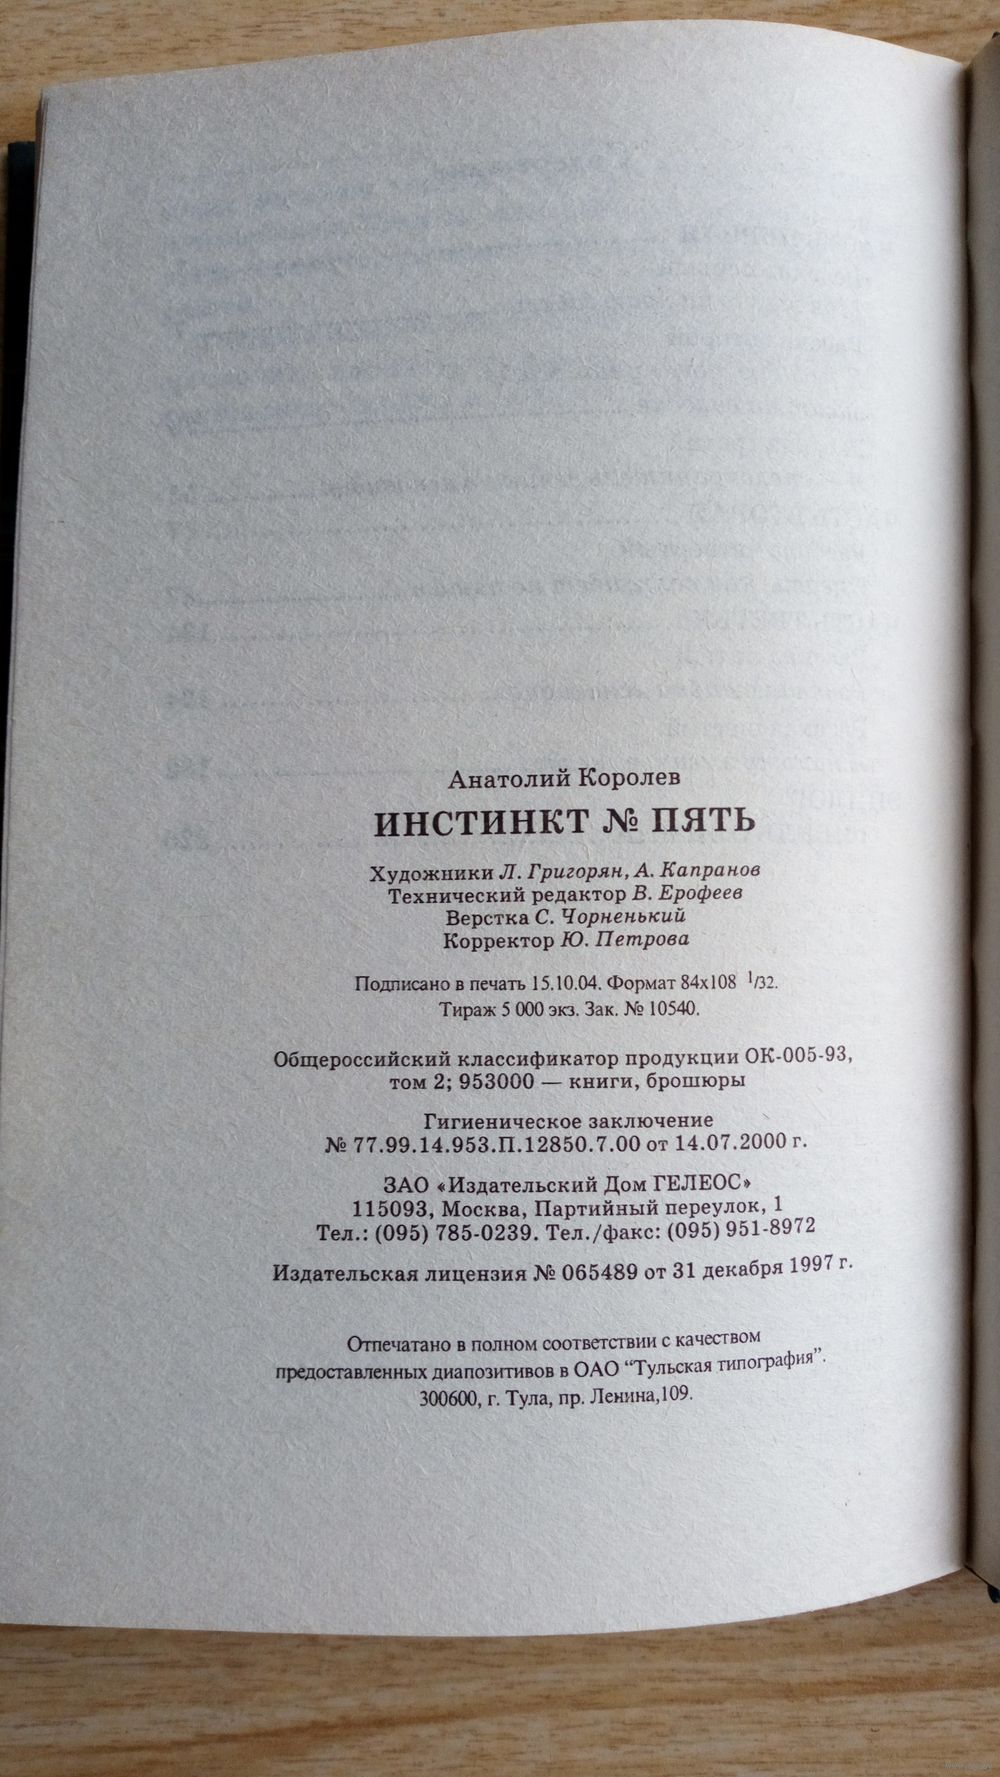 Анатолий Королев
ИНСТИНКТ № ПЯТЬ
Художники Л. Григорян, А. Капранов
Технический редактор В. Ерофеев
Верстка С. Чорненький
Корректор Ю. Петрова
Подписано в печать 15.10.04. Формат 84x108 1/32.
Тираж 5 000 экз. Зак. № 10540.
Общероссийский классификатор продукции ОК-005-93,
том 2; 953000 — книги, брошюры
Гигиеническое заключение
№ 77.99.14.953.П.12850.7.00 от 14.07.2000 г.
ЗАО «Издательский Дом ГЕЛЕОС»
115093, Москва, Партийный переулок, 1
Тел.: (095) 785-0239. Тел./факс: (095) 951-8972
Издательская лицензия № 065489 от 31 декабря 1997 г.
Отпечатано в полном соответствии с качеством
предоставленных диапозитивов в ОАО “Тульская типография”.
300600, г. Тула, пр. Ленина,109.